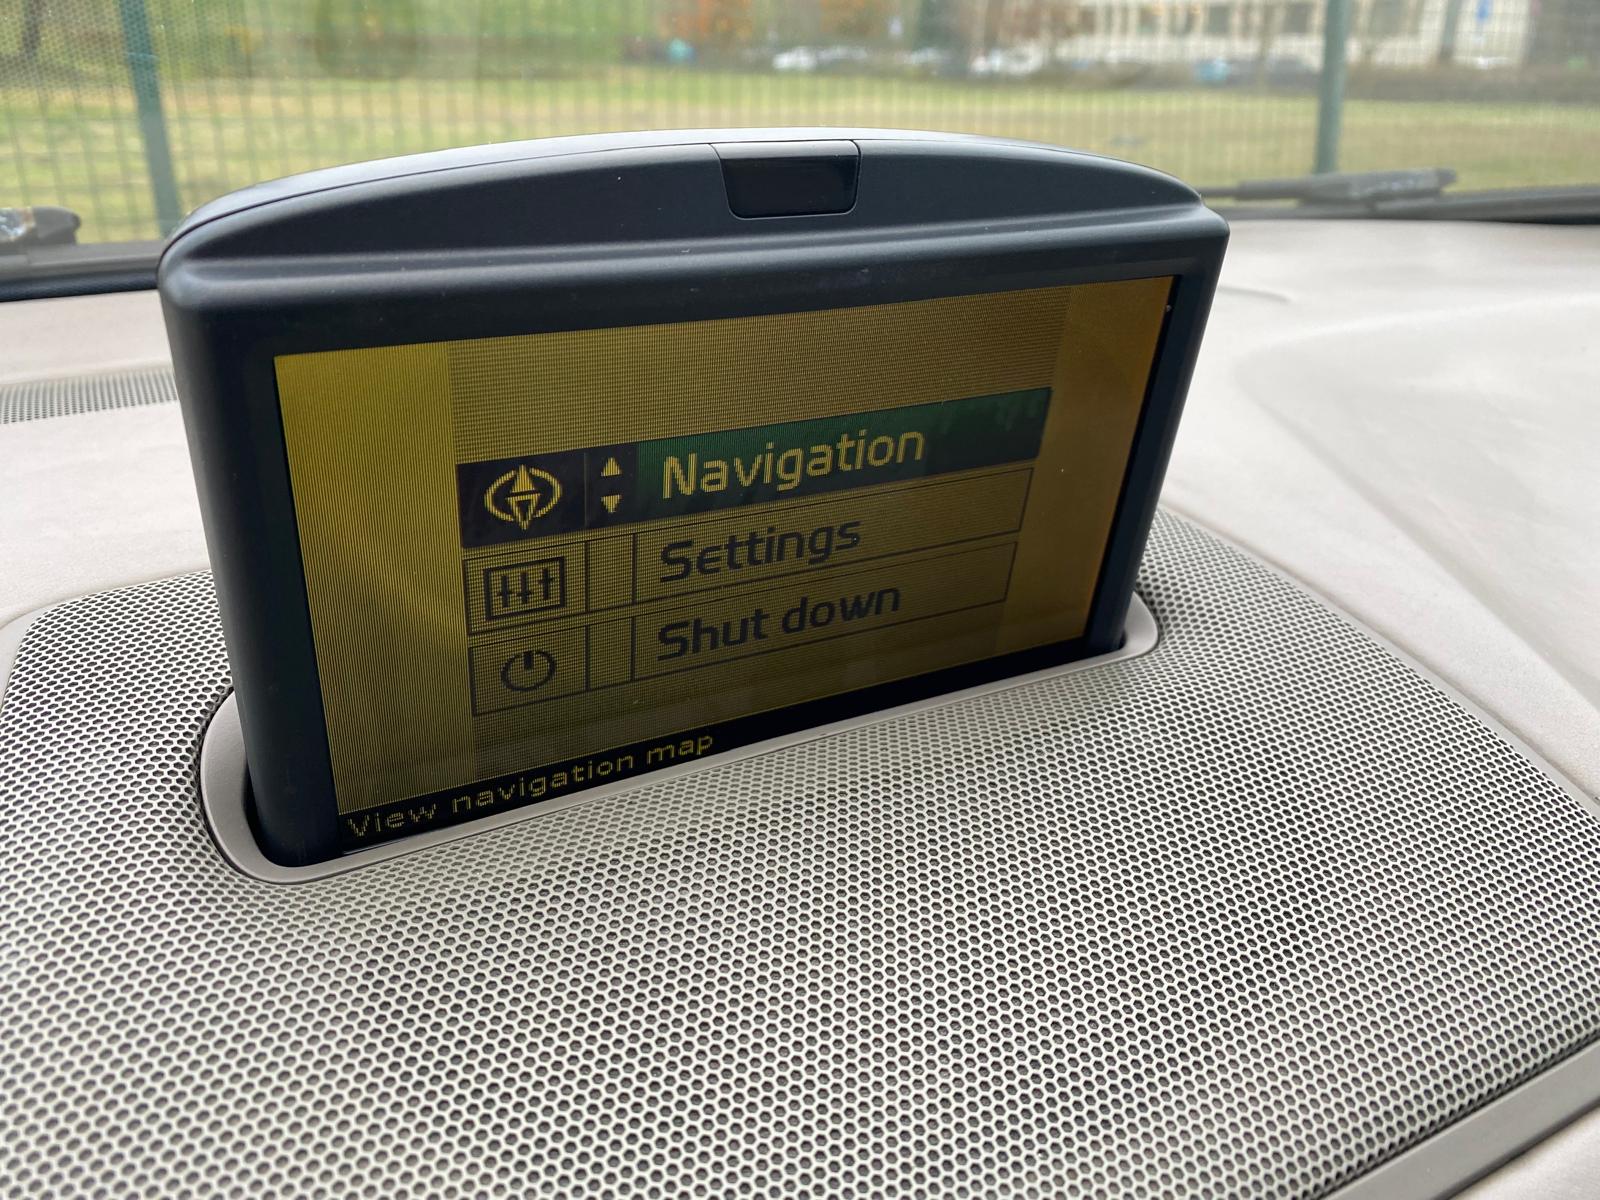 Navigation
Settings
Shut down
View navigation map